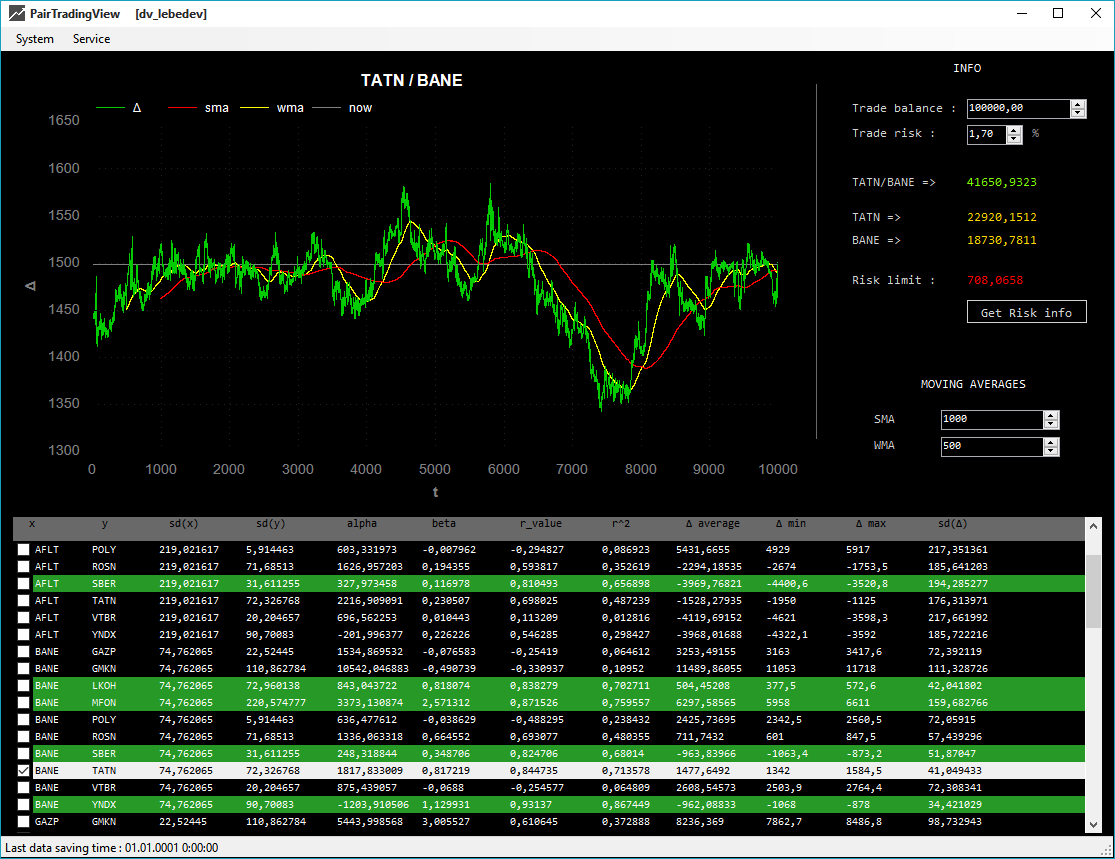 PairTradingView [dv_lebedev]
System Service
TATN / BANE
Δ sma wma now
1650
1600
1550
1500
1450
1400
1350
1300
Δ
0 1000 2000 3000 4000 5000 6000 7000 8000 9000 10000
t
INFO
Trade balance : 100000,00
Trade risk : 1,70 %
TATN/BANE => 41650,9323
TATN => 22920,1512
BANE => 18730,7811
Risk limit : 708,0658
Get Risk info
MOVING AVERAGES
SMA 1000
WMA 500
x y sd(x) sd(y) alpha beta r_value r^2 Δ average Δ min Δ max sd(Δ)
AFLT POLY 219,021617 5,914463 603,331973 -0,007962 -0,294827 0,086923 5431,6655 4929 5917 217,351361
AFLT ROSN 219,021617 71,68513 1626,957203 0,194355 0,593817 0,352619 -2294,18535 -2674 -1753,5 185,641203
AFLT SBER 219,021617 31,611255 327,973458 0,116978 0,810493 0,656898 -3969,76821 -4400,6 -3520,8 194,285277
AFLT TATN 219,021617 72,326768 2216,909091 0,230507 0,698025 0,487239 -1528,27935 -1950 -1125 176,313971
AFLT VTBR 219,021617 20,204657 696,562253 0,010443 0,113209 0,012816 -4119,69152 -4621 -3598,3 217,661992
AFLT YNDX 219,021617 90,70083 -201,996377 0,226226 0,546285 0,298427 -3968,01688 -4322,1 -3592 185,722216
BANE GAZP 74,762065 22,52445 1534,869532 -0,076583 -0,25419 0,064612 3253,49155 3163 3417,6 72,392119
BANE GMKN 74,762065 110,862784 10542,046883 -0,490739 -0,330937 0,10952 11489,86055 11053 11718 111,328726
BANE LKOH 74,762065 72,960138 843,043722 0,818074 0,838279 0,702711 504,45208 377,5 572,6 42,041802
BANE MFON 74,762065 220,574777 3373,130874 2,571312 0,871526 0,759557 6297,58565 5958 6611 159,682766
BANE POLY 74,762065 5,914463 636,477612 -0,038629 -0,488295 0,238432 2425,73695 2342,5 2560,5 72,05915
BANE ROSN 74,762065 71,68513 1336,063318 0,664552 0,693077 0,480355 711,7432 601 847,5 57,439296
BANE SBER 74,762065 31,611255 248,318844 0,348706 0,824706 0,68014 -963,83966 -1063,4 -873,2 51,87047
BANE TATN 74,762065 72,326768 1817,833009 0,817219 0,844735 0,713578 1477,6492 1342 1584,5 41,049433
BANE VTBR 74,762065 20,204657 875,439057 -0,0688 -0,254577 0,064809 2608,54573 2503,9 2764,4 72,308341
BANE YNDX 74,762065 90,70083 -1203,910506 1,129931 0,93137 0,867449 -962,08833 -1068 -878 34,421029
GAZP GMKN 22,52445 110,862784 5443,998568 3,005527 0,610645 0,372888 8236,369 7862,7 8486,8 98,732943
Last data saving time : 01.01.0001 0:00:00